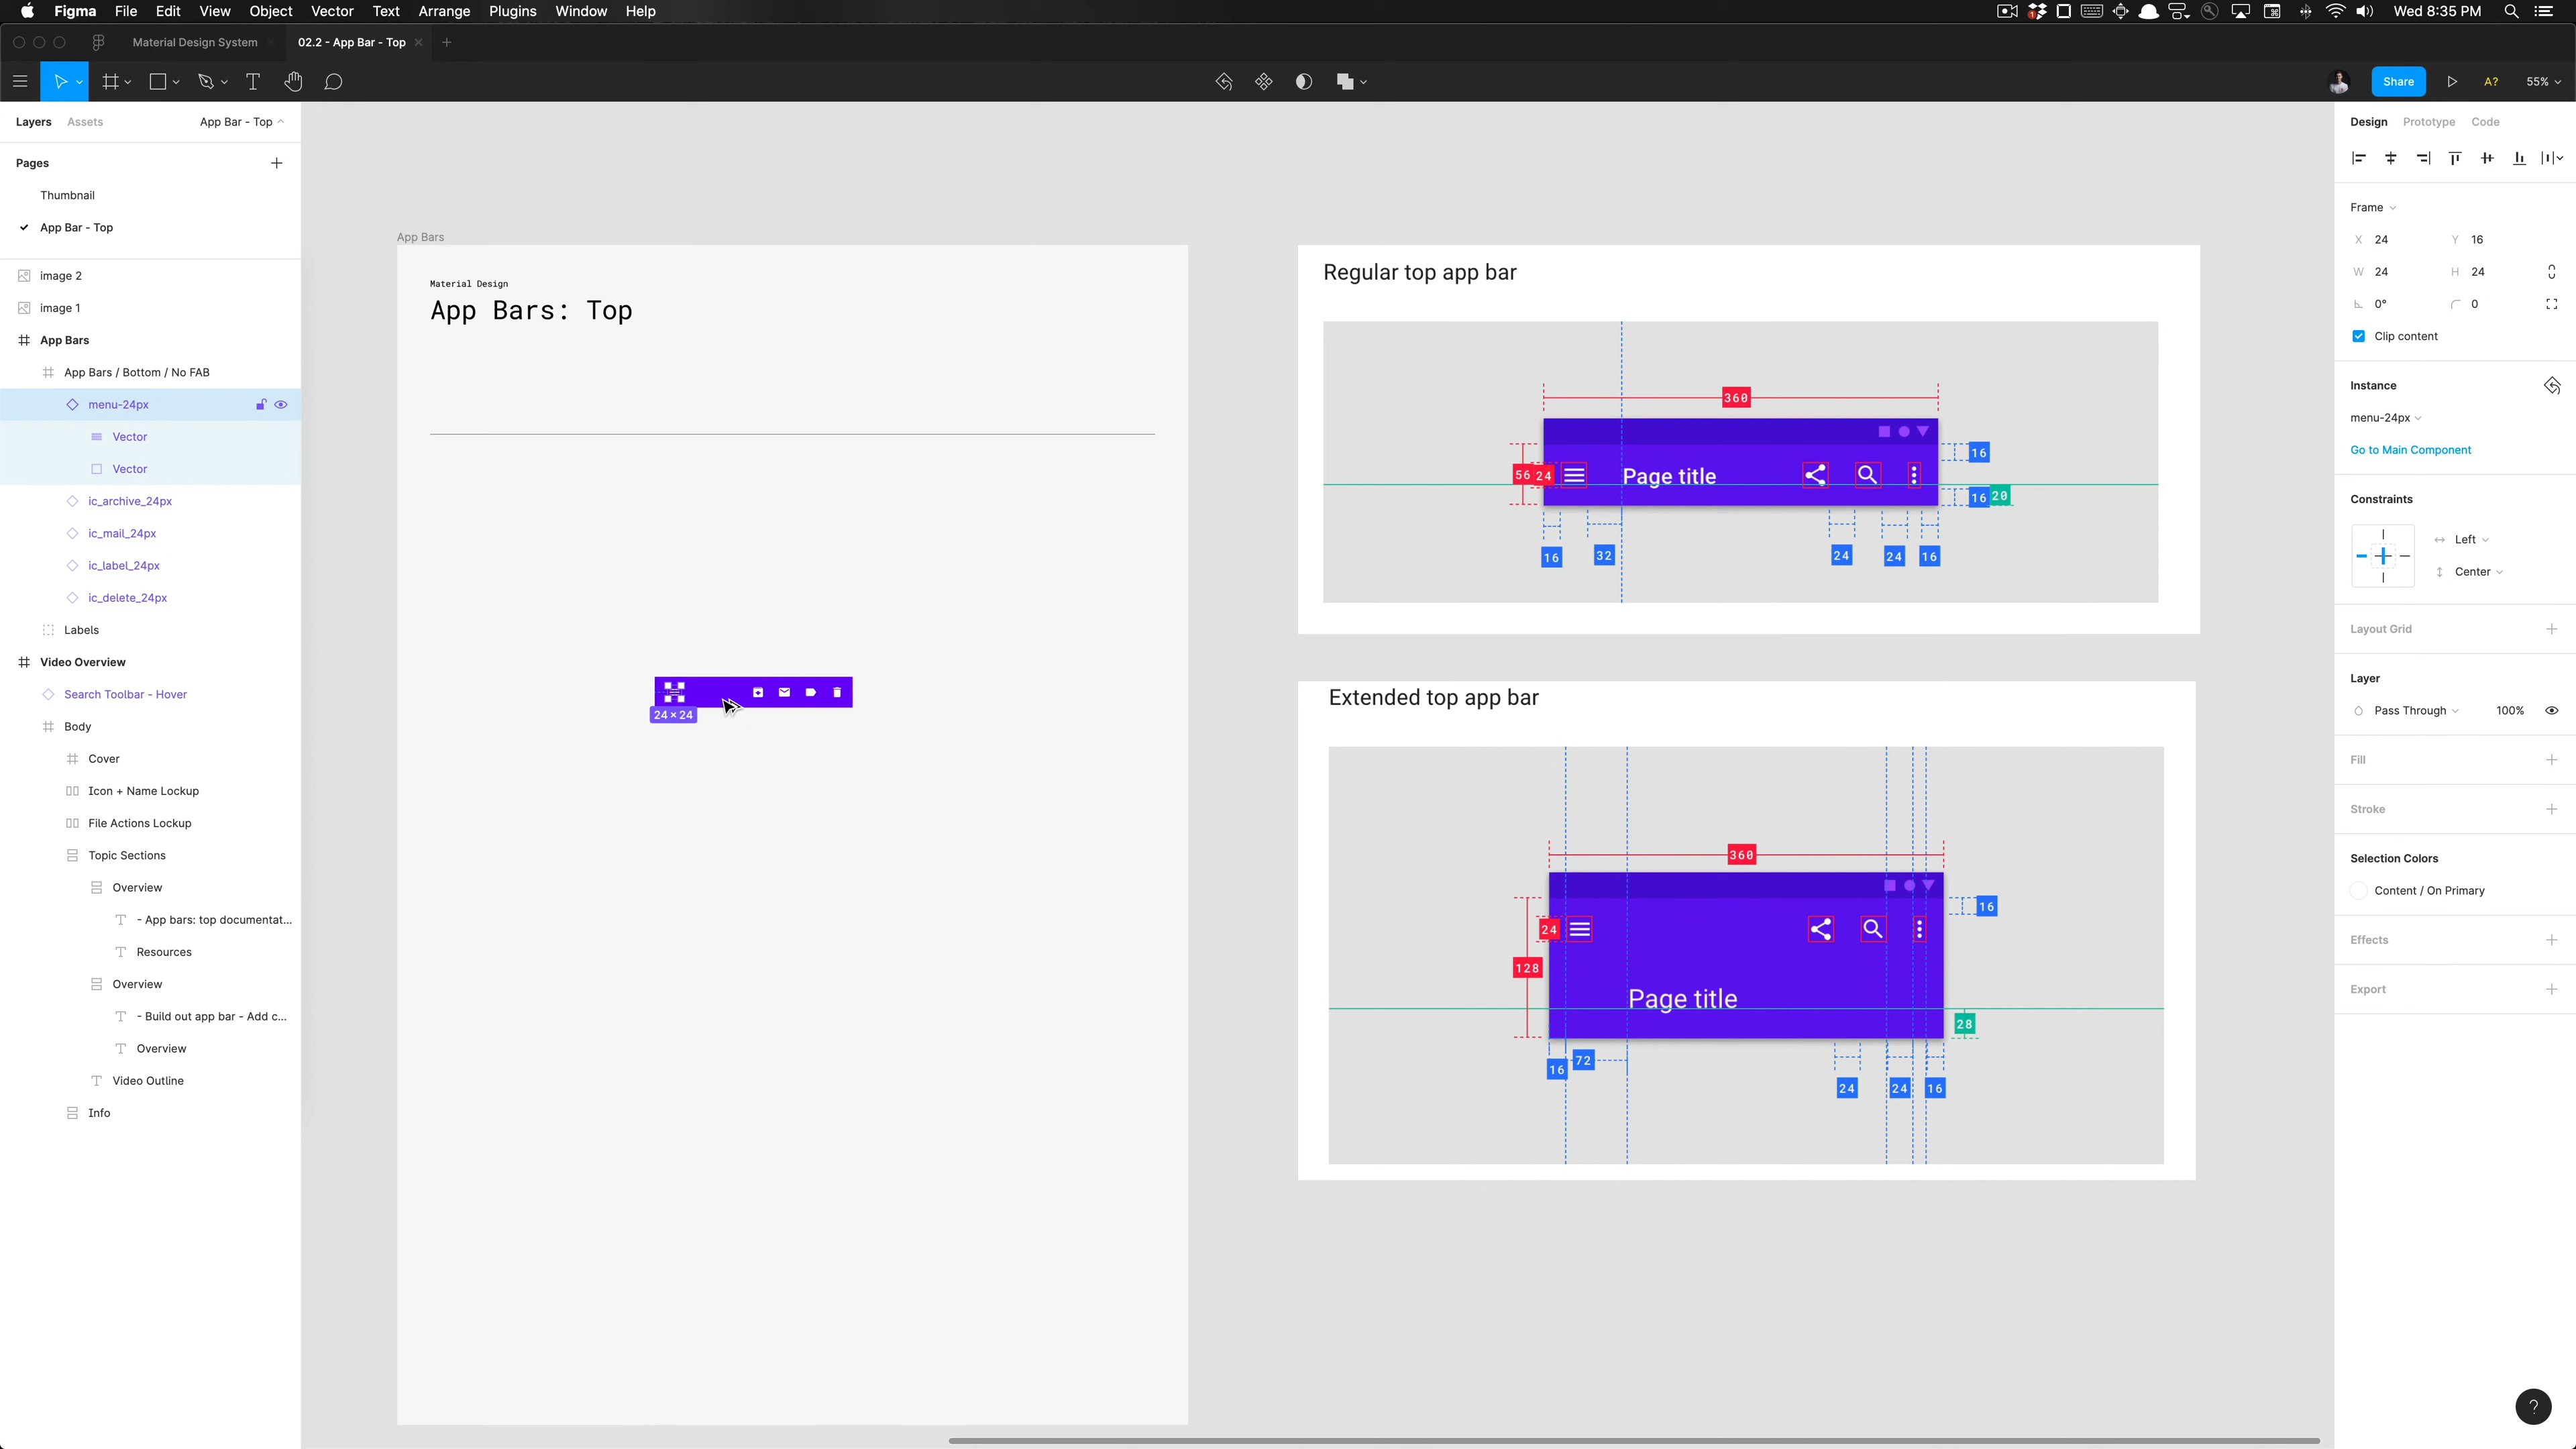 Figma File Edit View Object Vector Text Arrange Plugins Window Help
1
Wed 8:35 PM
Material Design System
02.2 - App Bar - Top
Share
A?
55%
Layers Assets App Bar - Top
Pages
Thumbnail
App Bar - Top
image 2
image 1
App Bars
App Bars / Bottom / No FAB
menu-24px
Vector
Vector
ic_archive_24px
ic_mail_24px
ic_label_24px
ic_delete_24px
Labels
Video Overview
Search Toolbar - Hover
Body
Cover
Icon + Name Lockup
File Actions Lockup
Topic Sections
Overview
- App bars: top documentat...
Resources
Overview
- Build out app bar - Add c...
Overview
Video Outline
Info
App Bars
Material Design
App Bars: Top
24 × 24
Regular top app bar
360
56 24
Page title
16
16 20
16 32 24 24 16
Extended top app bar
360
16
24
128
Page title
28
16 72
24 24 16
Design Prototype Code
Frame
X 24 Y 16
W 24 H 24
0° 0
Clip content
Instance
menu-24px
Go to Main Component
Constraints
Left
Center
Layout Grid
Layer
Pass Through 100%
Fill
Stroke
Selection Colors
Content / On Primary
Effects
Export
?